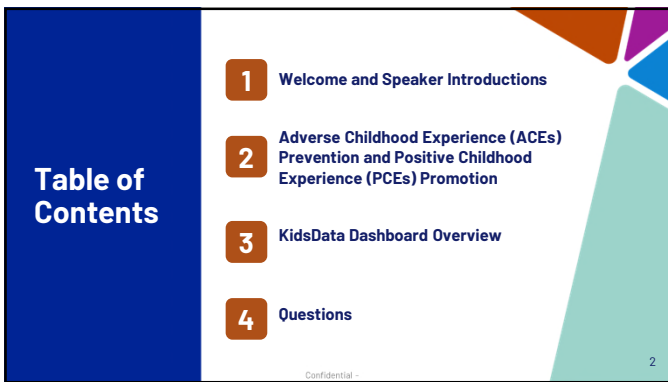 Table of
Contents
1 Welcome and Speaker Introductions
2 Adverse Childhood Experience (ACEs)
Prevention and Positive Childhood
Experience (PCEs) Promotion
3 KidsData Dashboard Overview
4 Questions
Confidential -
2